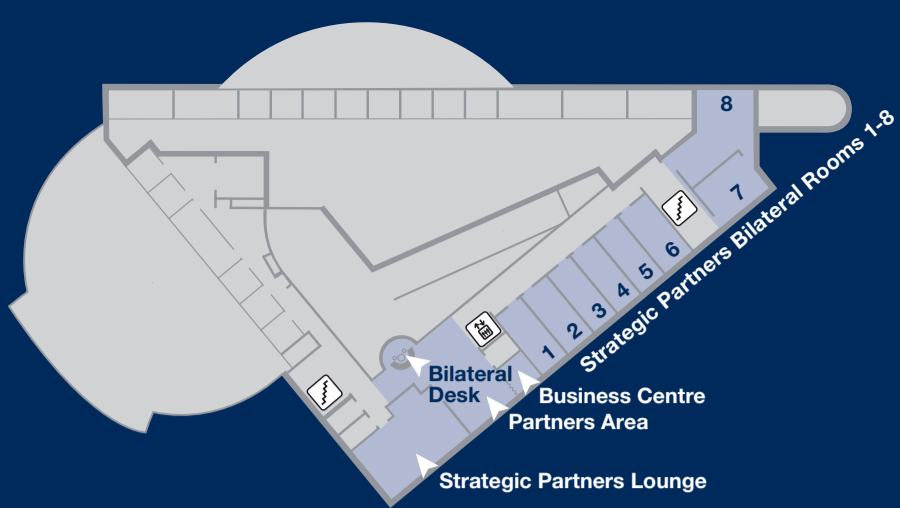 8
7
6
5
4
3
2
1
Strategic Partners Bilateral Rooms 1-8
Bilateral
Desk
Business Centre
Partners Area
Strategic Partners Lounge